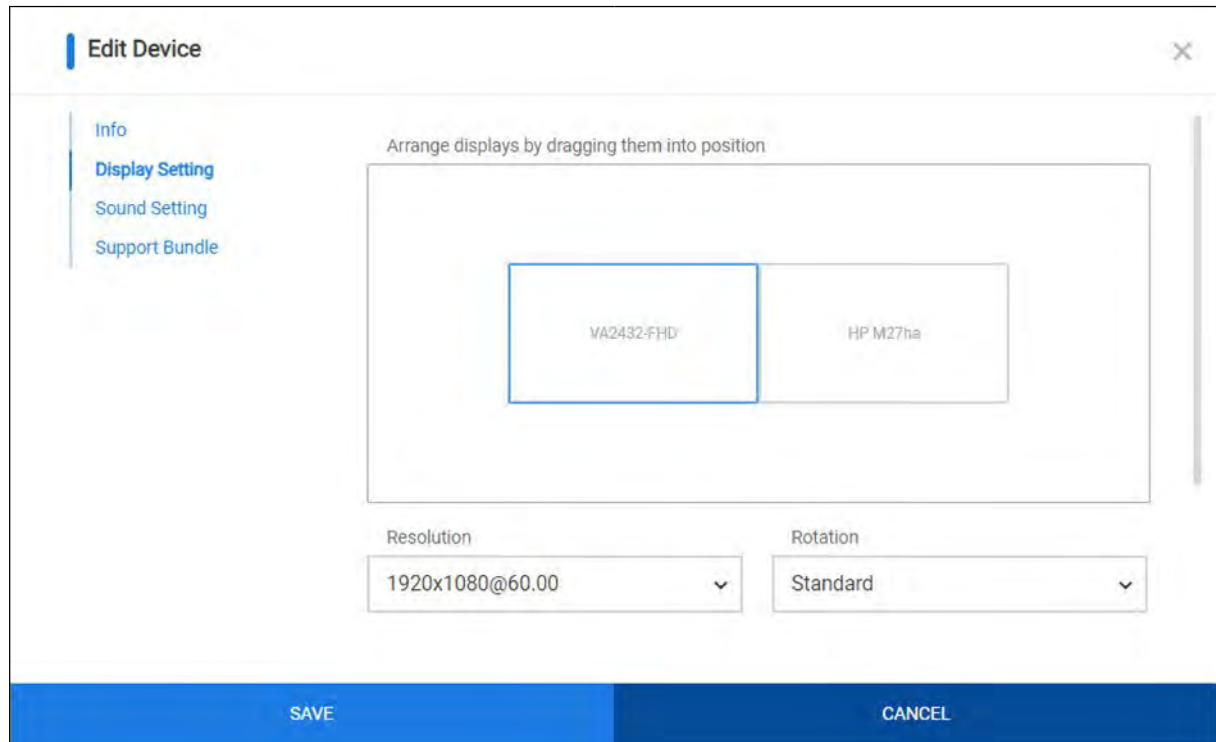 Edit Device
Info
Display Setting
Sound Setting
Support Bundle
Arrange displays by dragging them into position
VA2432-FHD
HP M27ha
Resolution
Rotation
1920x1080@60.00
Standard
SAVE
CANCEL